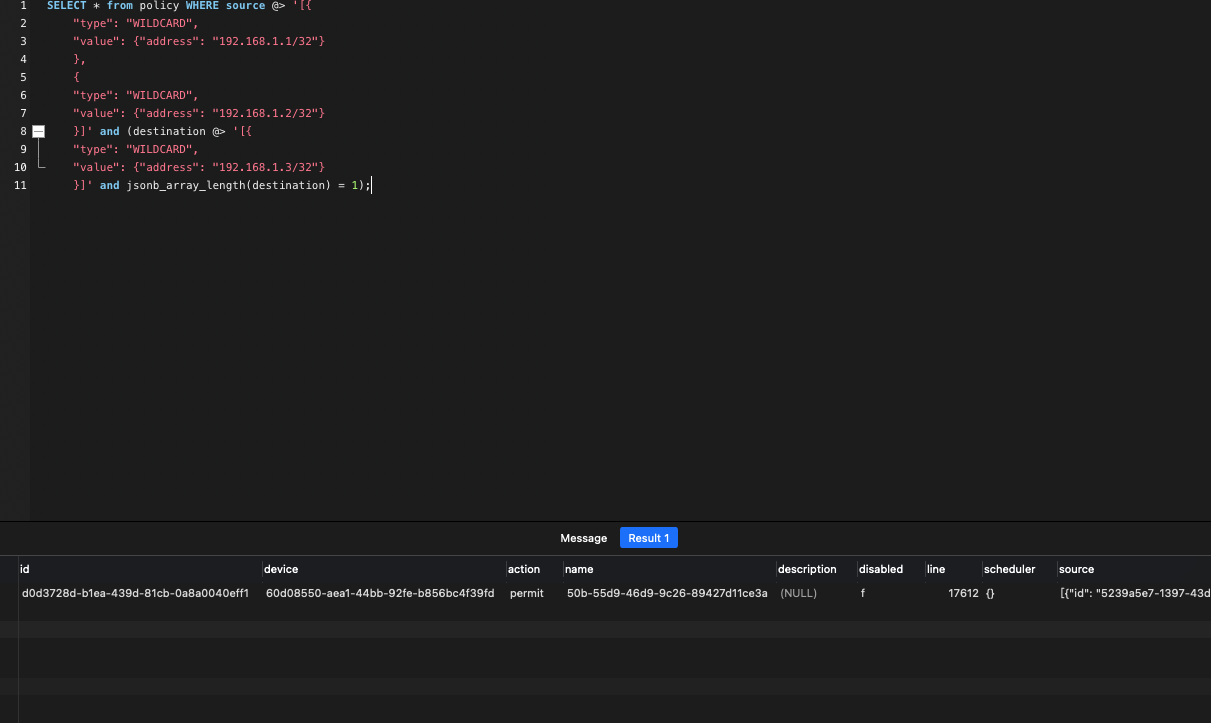 1 SELECT * from policy WHERE source @> '[{
2 "type": "WILDCARD",
3 "value": {"address": "192.168.1.1/32"}
4 },
5 {
6 "type": "WILDCARD",
7 "value": {"address": "192.168.1.2/32"}
8 }]' and (destination @> '[{
9 "type": "WILDCARD",
10 "value": {"address": "192.168.1.3/32"}
11 }]' and jsonb_array_length(destination) = 1);
Message Result 1
id device action name description disabled line scheduler source
d0d3728d-b1ea-439d-81cb-0a8a0040eff1 60d08550-aea1-44bb-92fe-b856bc4f39fd permit 50b-55d9-46d9-9c26-89427d11ce3a (NULL) f 17612 {} [{"id": "5239a5e7-1397-43d